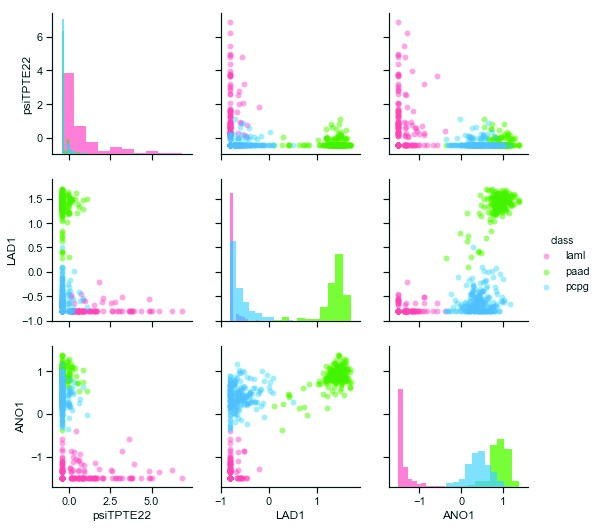 psiTPTE22
6
4
2
0
LAD1
1.5
1.0
0.5
0.0
−0.5
−1.0
class
laml
paad
pcpg
ANO1
1
0
−1
0.0 2.5 5.0
−1 0 1
−1 0 1
psiTPTE22 LAD1 ANO1